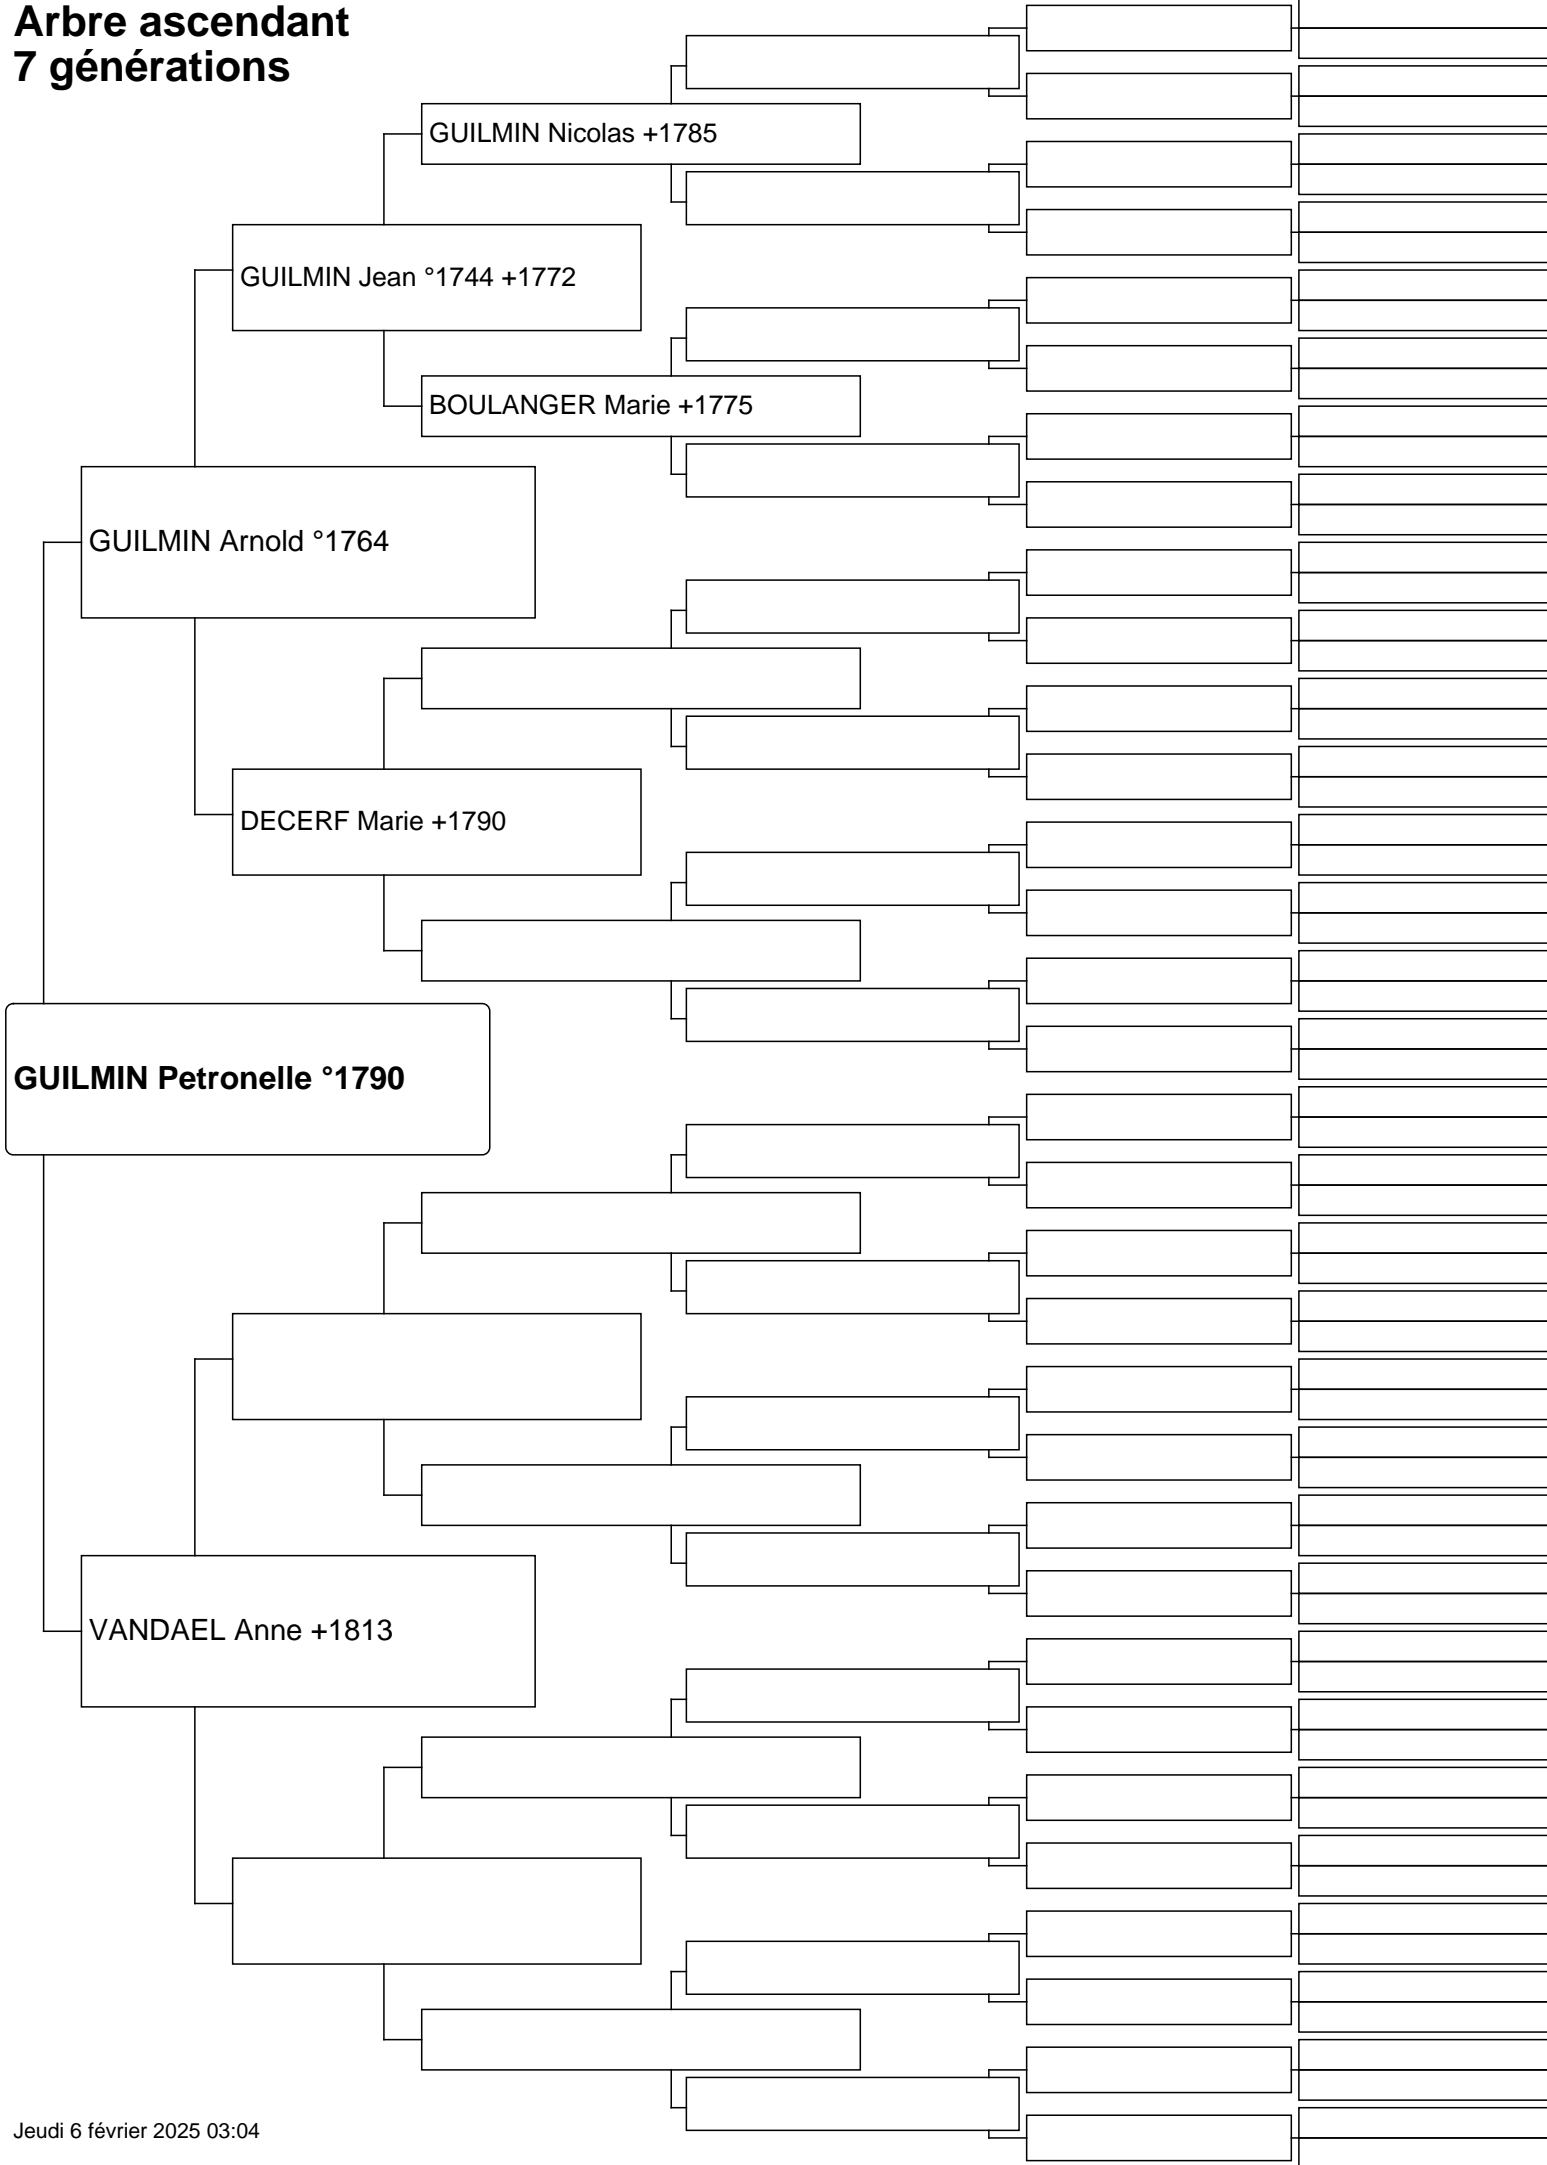 Arbre ascendant
7 générations
GUILMIN Nicolas +1785
GUILMIN Jean °1744 +1772
BOULANGER Marie +1775
GUILMIN Arnold °1764
DECERF Marie +1790
GUILMIN Petronelle °1790
VANDAEL Anne +1813
Jeudi 6 février 2025 03:04